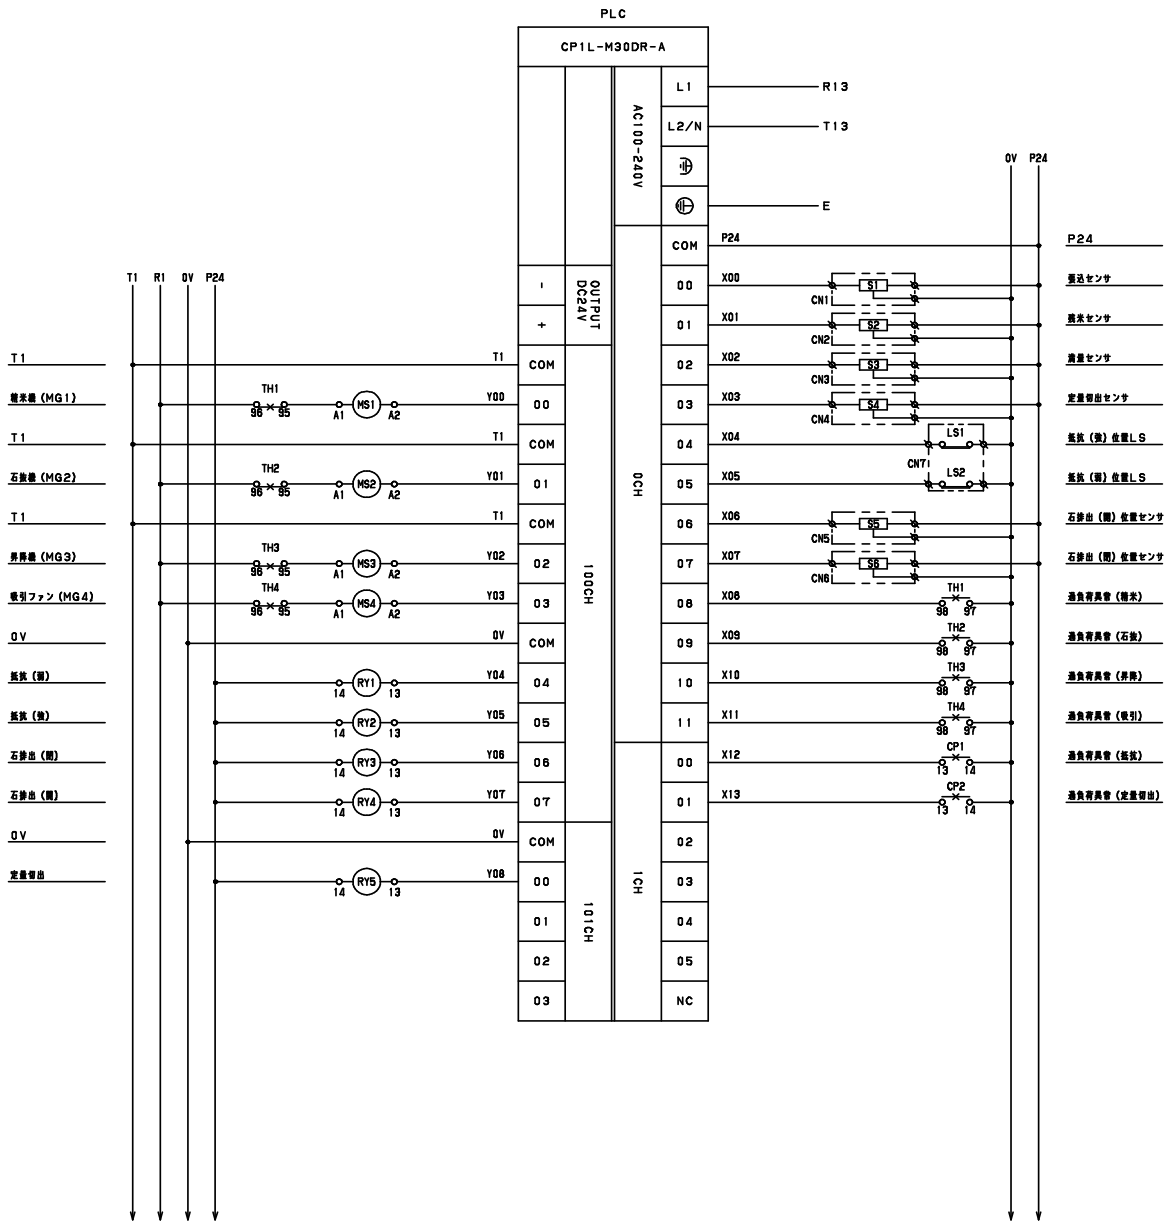 PLC
CP1L-M30DR-A
AC100-240V
L1
R13
L2/N
T13
E
0V P24
COM P24 P24
T1 R1 0V P24
OUTPUT
DC24V
-
+
0CH
00 X00 S1 CN1 張込センサ
01 X01 S2 CN2 残米センサ
02 X02 S3 CN3 満量センサ
03 X03 S4 CN4 定量切出センサ
04 X04 LS1 抵抗(強)位置LS
CN7
05 X05 LS2 抵抗(弱)位置LS
06 X06 S5 CN5 石排出(開)位置センサ
07 X07 S6 CN6 石排出(閉)位置センサ
08 X08 TH1 98 97 過負荷異常(精米)
09 X09 TH2 98 97 過負荷異常(石抜)
10 X10 TH3 98 97 過負荷異常(昇降)
11 X11 TH4 98 97 過負荷異常(吸引)
1CH
00 X12 CP1 13 14 過負荷異常(抵抗)
01 X13 CP2 13 14 過負荷異常(定量切出)
02
03
04
05
NC
100CH
T1 T1 COM
精米機(MG1) TH1 96 95 A1 MS1 A2 Y00 00
T1 T1 COM
石抜機(MG2) TH2 96 95 A1 MS2 A2 Y01 01
T1 T1 COM
昇降機(MG3) TH3 96 95 A1 MS3 A2 Y02 02
吸引ファン(MG4) TH4 96 95 A1 MS4 A2 Y03 03
0V 0V COM
抵抗(弱) 14 RY1 13 Y04 04
抵抗(強) 14 RY2 13 Y05 05
石排出 14 RY3 13 Y06 06
石排出 14 RY4 13 Y07 07
101CH
0V 0V COM
定量切出 14 RY5 13 Y08 00
01
02
03